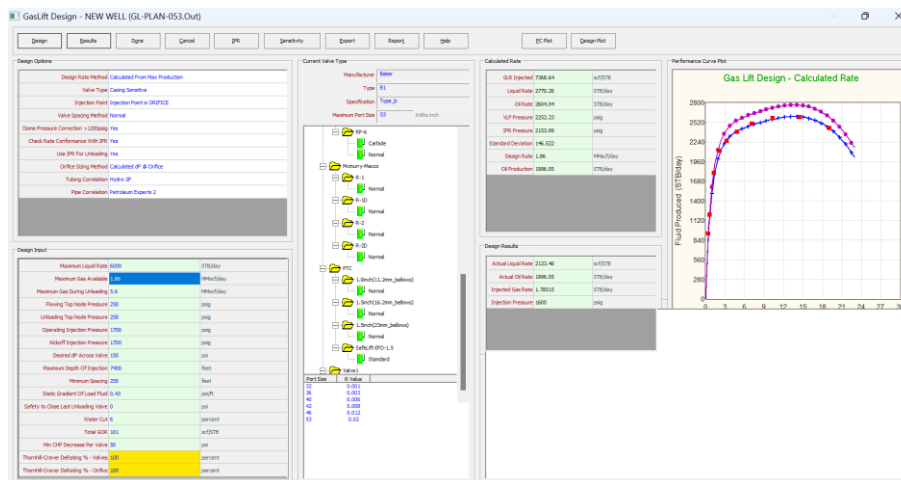 GasLift Design - NEW WELL (GL-PLAN-053.Out)
Design Results Done Cancel IPR Sensitivity Export Report Help PC Plot Design Plot
Design Options
Design Rate Method Calculated From Max Production
Valve Type Casing Sensitive
Injection Point Injection Point is ORIFICE
Valve Spacing Method Normal
Dome Pressure Correction > 1200psig Yes
Check Rate Conformance With IPR Yes
Use IPR For Unloading Yes
Orifice Sizing Method Calculated dP @ Orifice
Tubing Correlation Hydro-3P
Pipe Correlation Petroleum Experts 2
Design Input
Maximum Liquid Rate 6000 STB/day
Maximum Gas Available 1.86 MMscf/day
Maximum Gas During Unloading 5.6 MMscf/day
Flowing Top Node Pressure 250 psig
Unloading Top Node Pressure 250 psig
Operating Injection Pressure 1700 psig
Kickoff Injection Pressure 1700 psig
Desired dP Across Valve 150 psi
Maximum Depth Of Injection 7400 feet
Minimum Spacing 250 feet
Static Gradient Of Load Fluid 0.43 psi/ft
Safety to Close Last Unloading Valve 0 psi
Water Cut 6 percent
Total GOR 101 scf/STB
Min CHP Decrease Per Valve 50 psi
Thornhill-Craver DeRating % - Valves 100 percent
Thornhill-Craver DeRating % - Orifice 100 percent
Current Valve Type
Manufacturer Baker
Type B1
Specification Type_b
Maximum Port Size 53 64ths inch
RP-6
Carbide
Normal
Mcmurry-Macco
R-1
Normal
R-1D
Normal
R-2
Normal
R-2D
Normal
PTC
1.0inch(11.2mm_bellows)
Normal
1.5inch(16.2mm_bellows)
Normal
1.5inch(23mm_bellows)
Normal
SafeLift-IPO-1.5
Standard
Valve1
Port Size R Value
32 0.001
36 0.003
40 0.006
42 0.008
46 0.012
53 0.02
Calculated Rate
GLR Injected 7368.64 scf/STB
Liquid Rate 2770.26 STB/day
Oil Rate 2604.04 STB/day
VLP Pressure 2252.23 psig
IPR Pressure 2153.99 psig
Standard Deviation 146.522
Design Rate 1.86 MMscf/day
Oil Production 1996.05 STB/day
Design Results
Actual Liquid Rate 2123.46 scf/STB
Actual Oil Rate 1996.05 STB/day
Injected Gas Rate 1.78510 STB/day
Injection Pressure 1600 psig
Performance Curve Plot
Gas Lift Design - Calculated Rate
Fluid Produced (STB/day)
2800
2520
2240
1960
1680
1400
1120
840
560
280
0
0 3 6 9 12 15 18 21 24 27